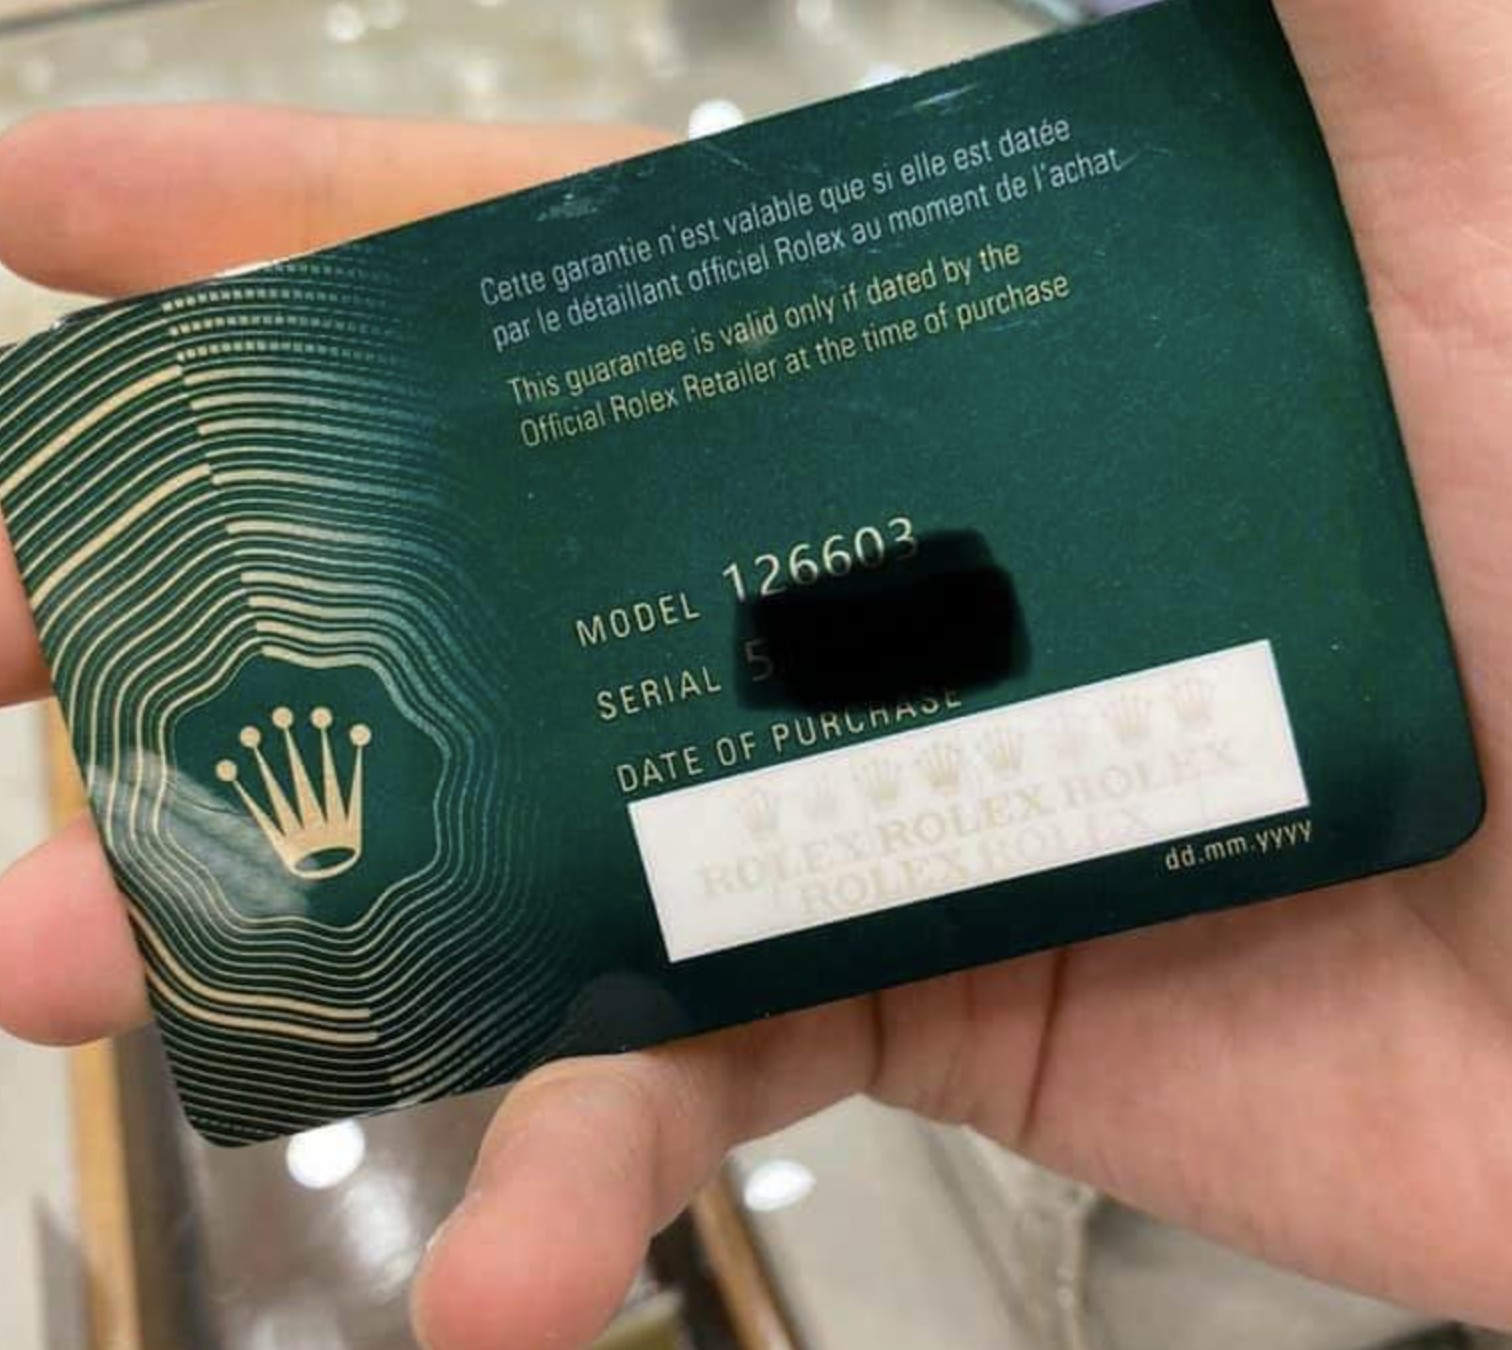 Cette garantie n'est valable que si elle est datée
par le détaillant officiel Rolex au moment de l'achat
This guarantee is valid only if dated by the
Official Rolex Retailer at the time of purchase
MODEL 126603
SERIAL 5
DATE OF PURCHASE
ROLEX ROLEX ROLEX
ROLEX ROLEX
dd.mm.yyyy